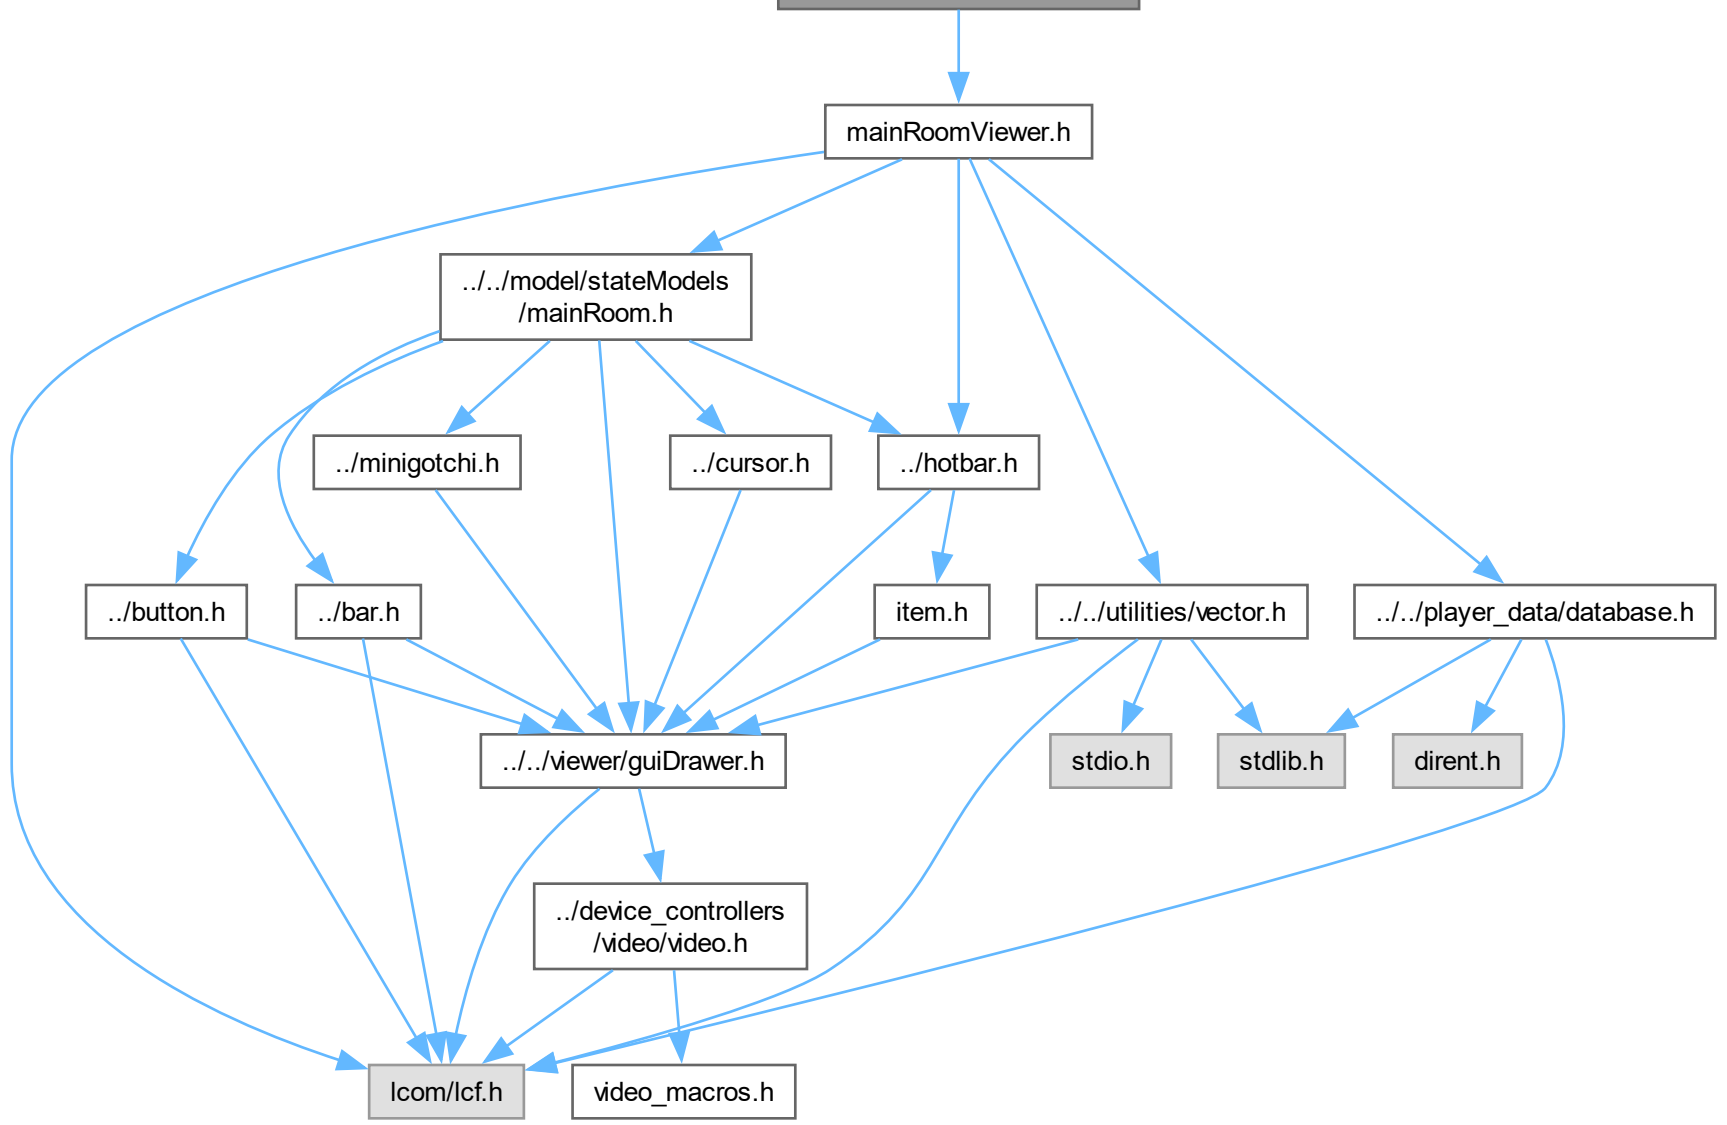 mainRoomViewer.h
../../model/stateModels
/mainRoom.h
../minigotchi.h
../cursor.h
../hotbar.h
../button.h
../bar.h
item.h
../../utilities/vector.h
../../player_data/database.h
../../viewer/guiDrawer.h
stdio.h
stdlib.h
dirent.h
../device_controllers
/video/video.h
lcom/lcf.h
video_macros.h